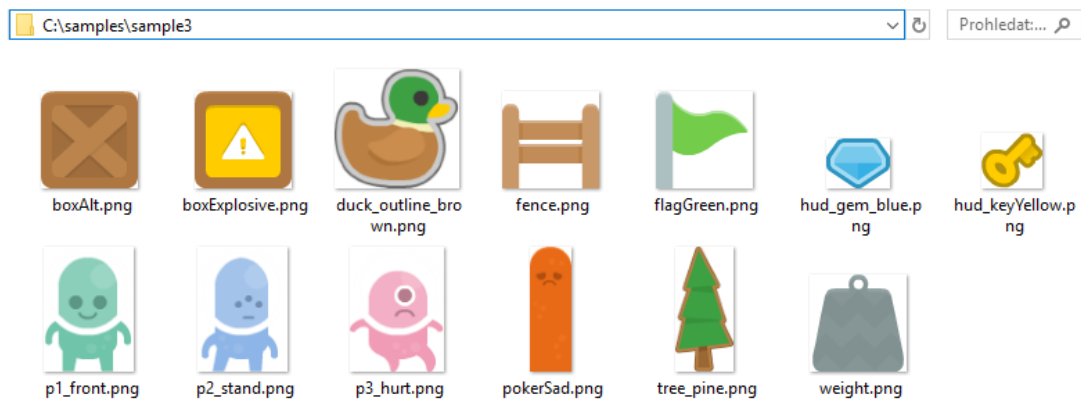 C:\samples\sample3
Prohledat:...
boxAlt.png
boxExplosive.png
duck_outline_bro
wn.png
fence.png
flagGreen.png
hud_gem_blue.p
ng
hud_keyYellow.p
ng
p1_front.png
p2_stand.png
p3_hurt.png
pokerSad.png
tree_pine.png
weight.png